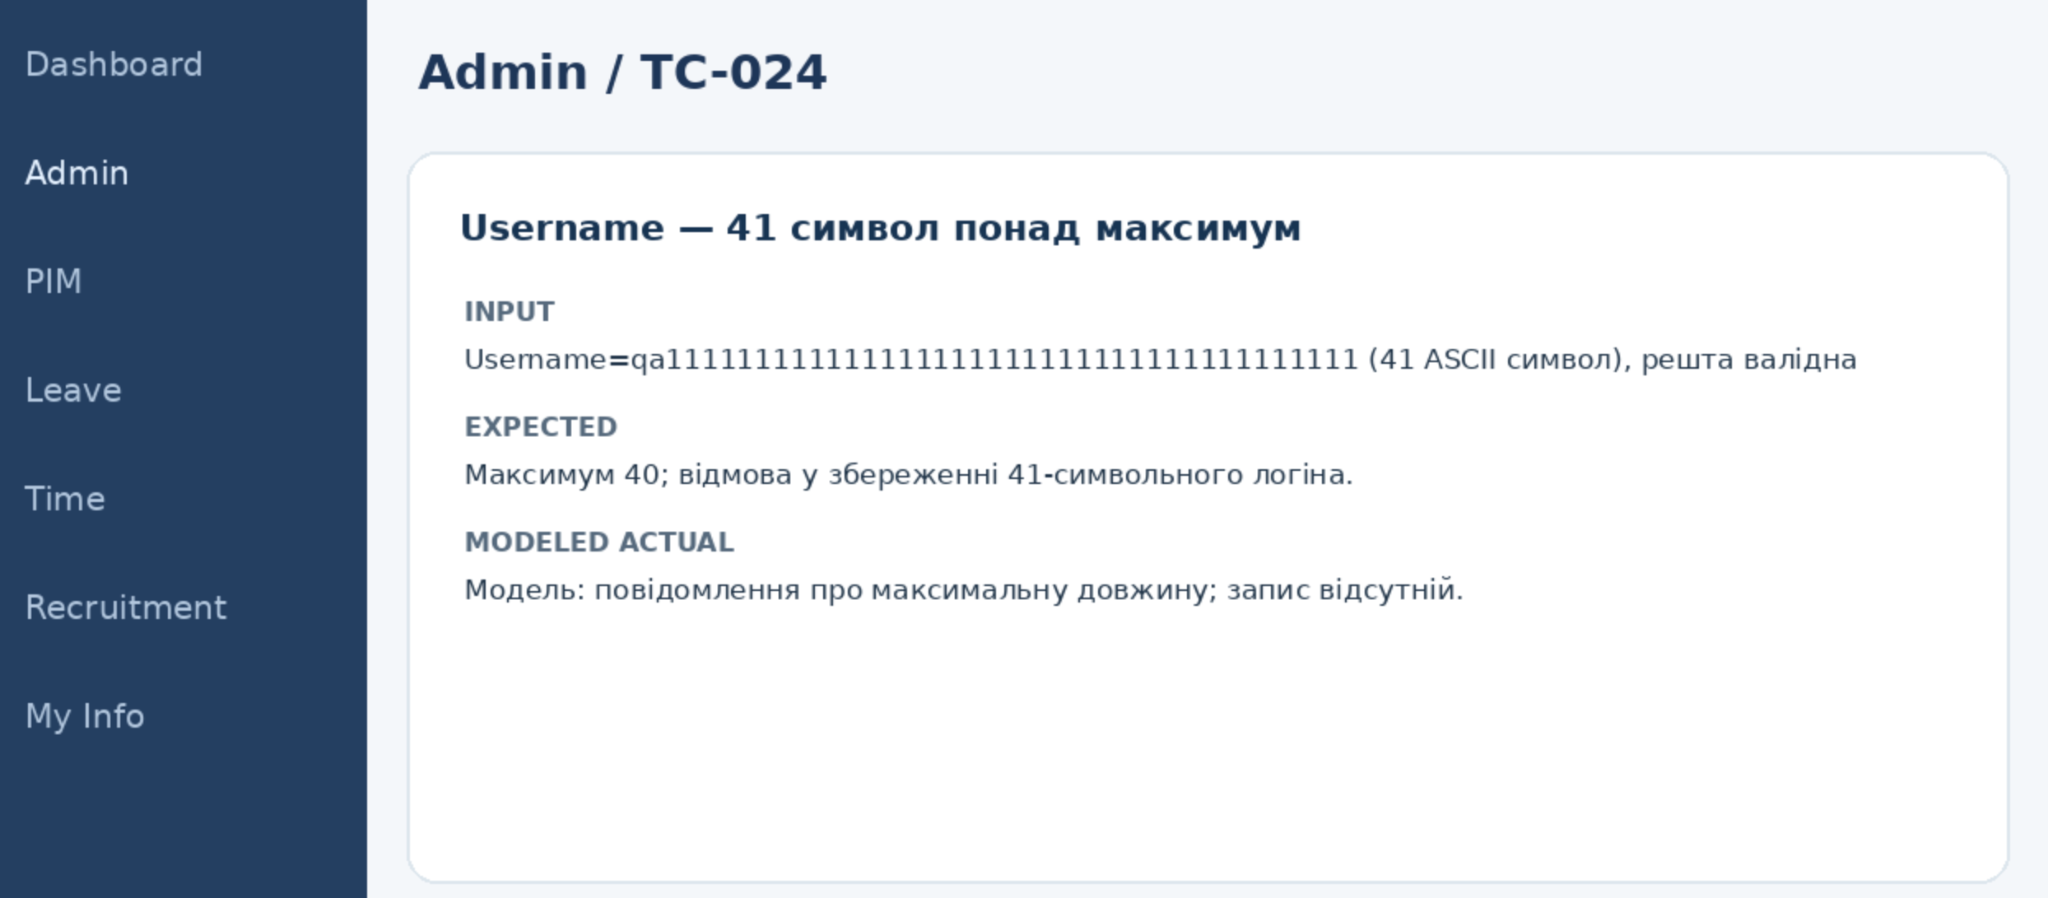 Dashboard
Admin
PIM
Leave
Time
Recruitment
My Info
Admin / TC-024
Username — 41 символ понад максимум
INPUT
Username=qa111111111111111111111111111111111111111 (41 ASCII символ), решта валідна
EXPECTED
Максимум 40; відмова у збереженні 41-символьного логіна.
MODELED ACTUAL
Модель: повідомлення про максимальну довжину; запис відсутній.